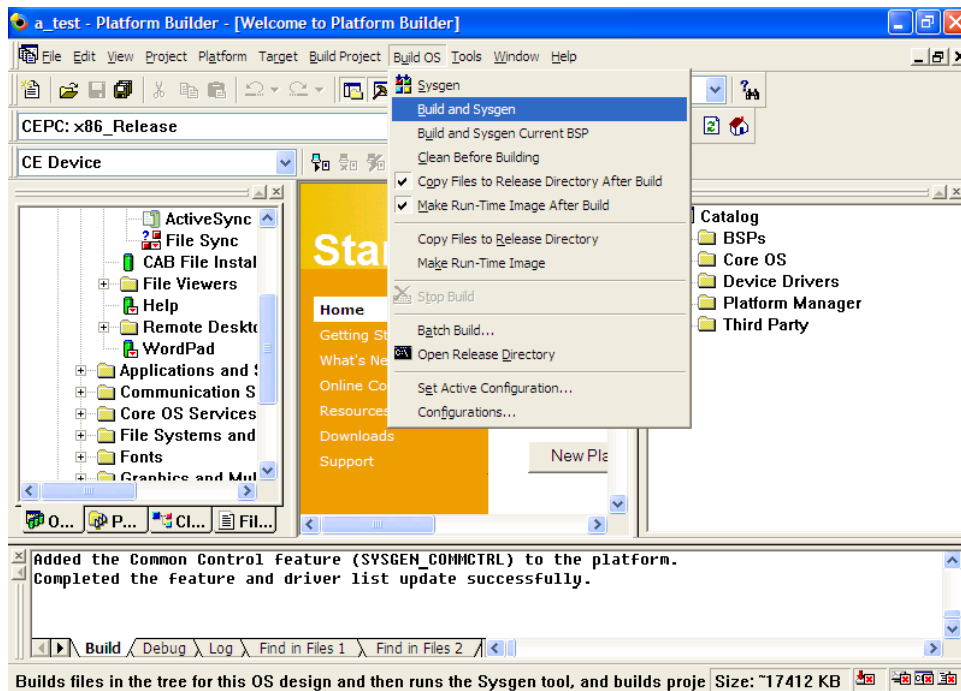 a_test - Platform Builder - [Welcome to Platform Builder]
File Edit View Project Platform Target Build Project Build OS Tools Window Help
Sysgen
Build and Sysgen
Build and Sysgen Current BSP
Clean Before Building
Copy Files to Release Directory After Build
Make Run-Time Image After Build
Copy Files to Release Directory
Make Run-Time Image
Stop Build
Batch Build...
Open Release Directory
Set Active Configuration...
Configurations...
CEPC: x86_Release
CE Device
ActiveSync
File Sync
CAB File Instal
File Viewers
Help
Remote Deskto
WordPad
Applications and
Communication S
Core OS Services
File Systems and
Fonts
Graphics and Mul
O... P... Cl... Fil...
Sta
Home
Getting St
What's Ne
Online Co
Resources
Downloads
Support
New Pla
Catalog
BSPs
Core OS
Device Drivers
Platform Manager
Third Party
Added the Common Control feature (SYSGEN_COMMCTRL) to the platform.
Completed the feature and driver list update successfully.
Build Debug Log Find in Files 1 Find in Files 2
Builds files in the tree for this OS design and then runs the Sysgen tool, and builds proje Size: ~17412 KB